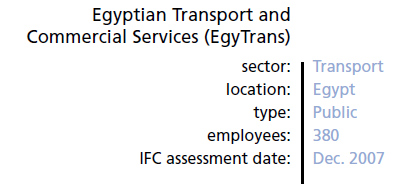 Egyptian Transport and
Commercial Services (EgyTrans)
sector: Transport
location: Egypt
type: Public
employees: 380
IFC assessment date: Dec. 2007